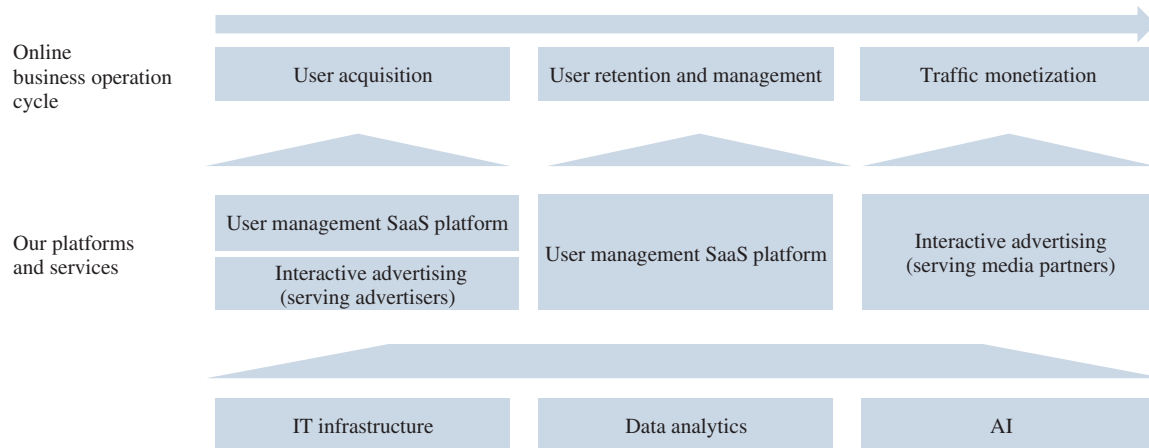 Online
business operation
cycle
User acquisition
User retention and management
Traffic monetization
Our platforms
and services
User management SaaS platform
Interactive advertising
(serving advertisers)
User management SaaS platform
Interactive advertising
(serving media partners)
IT infrastructure
Data analytics
AI